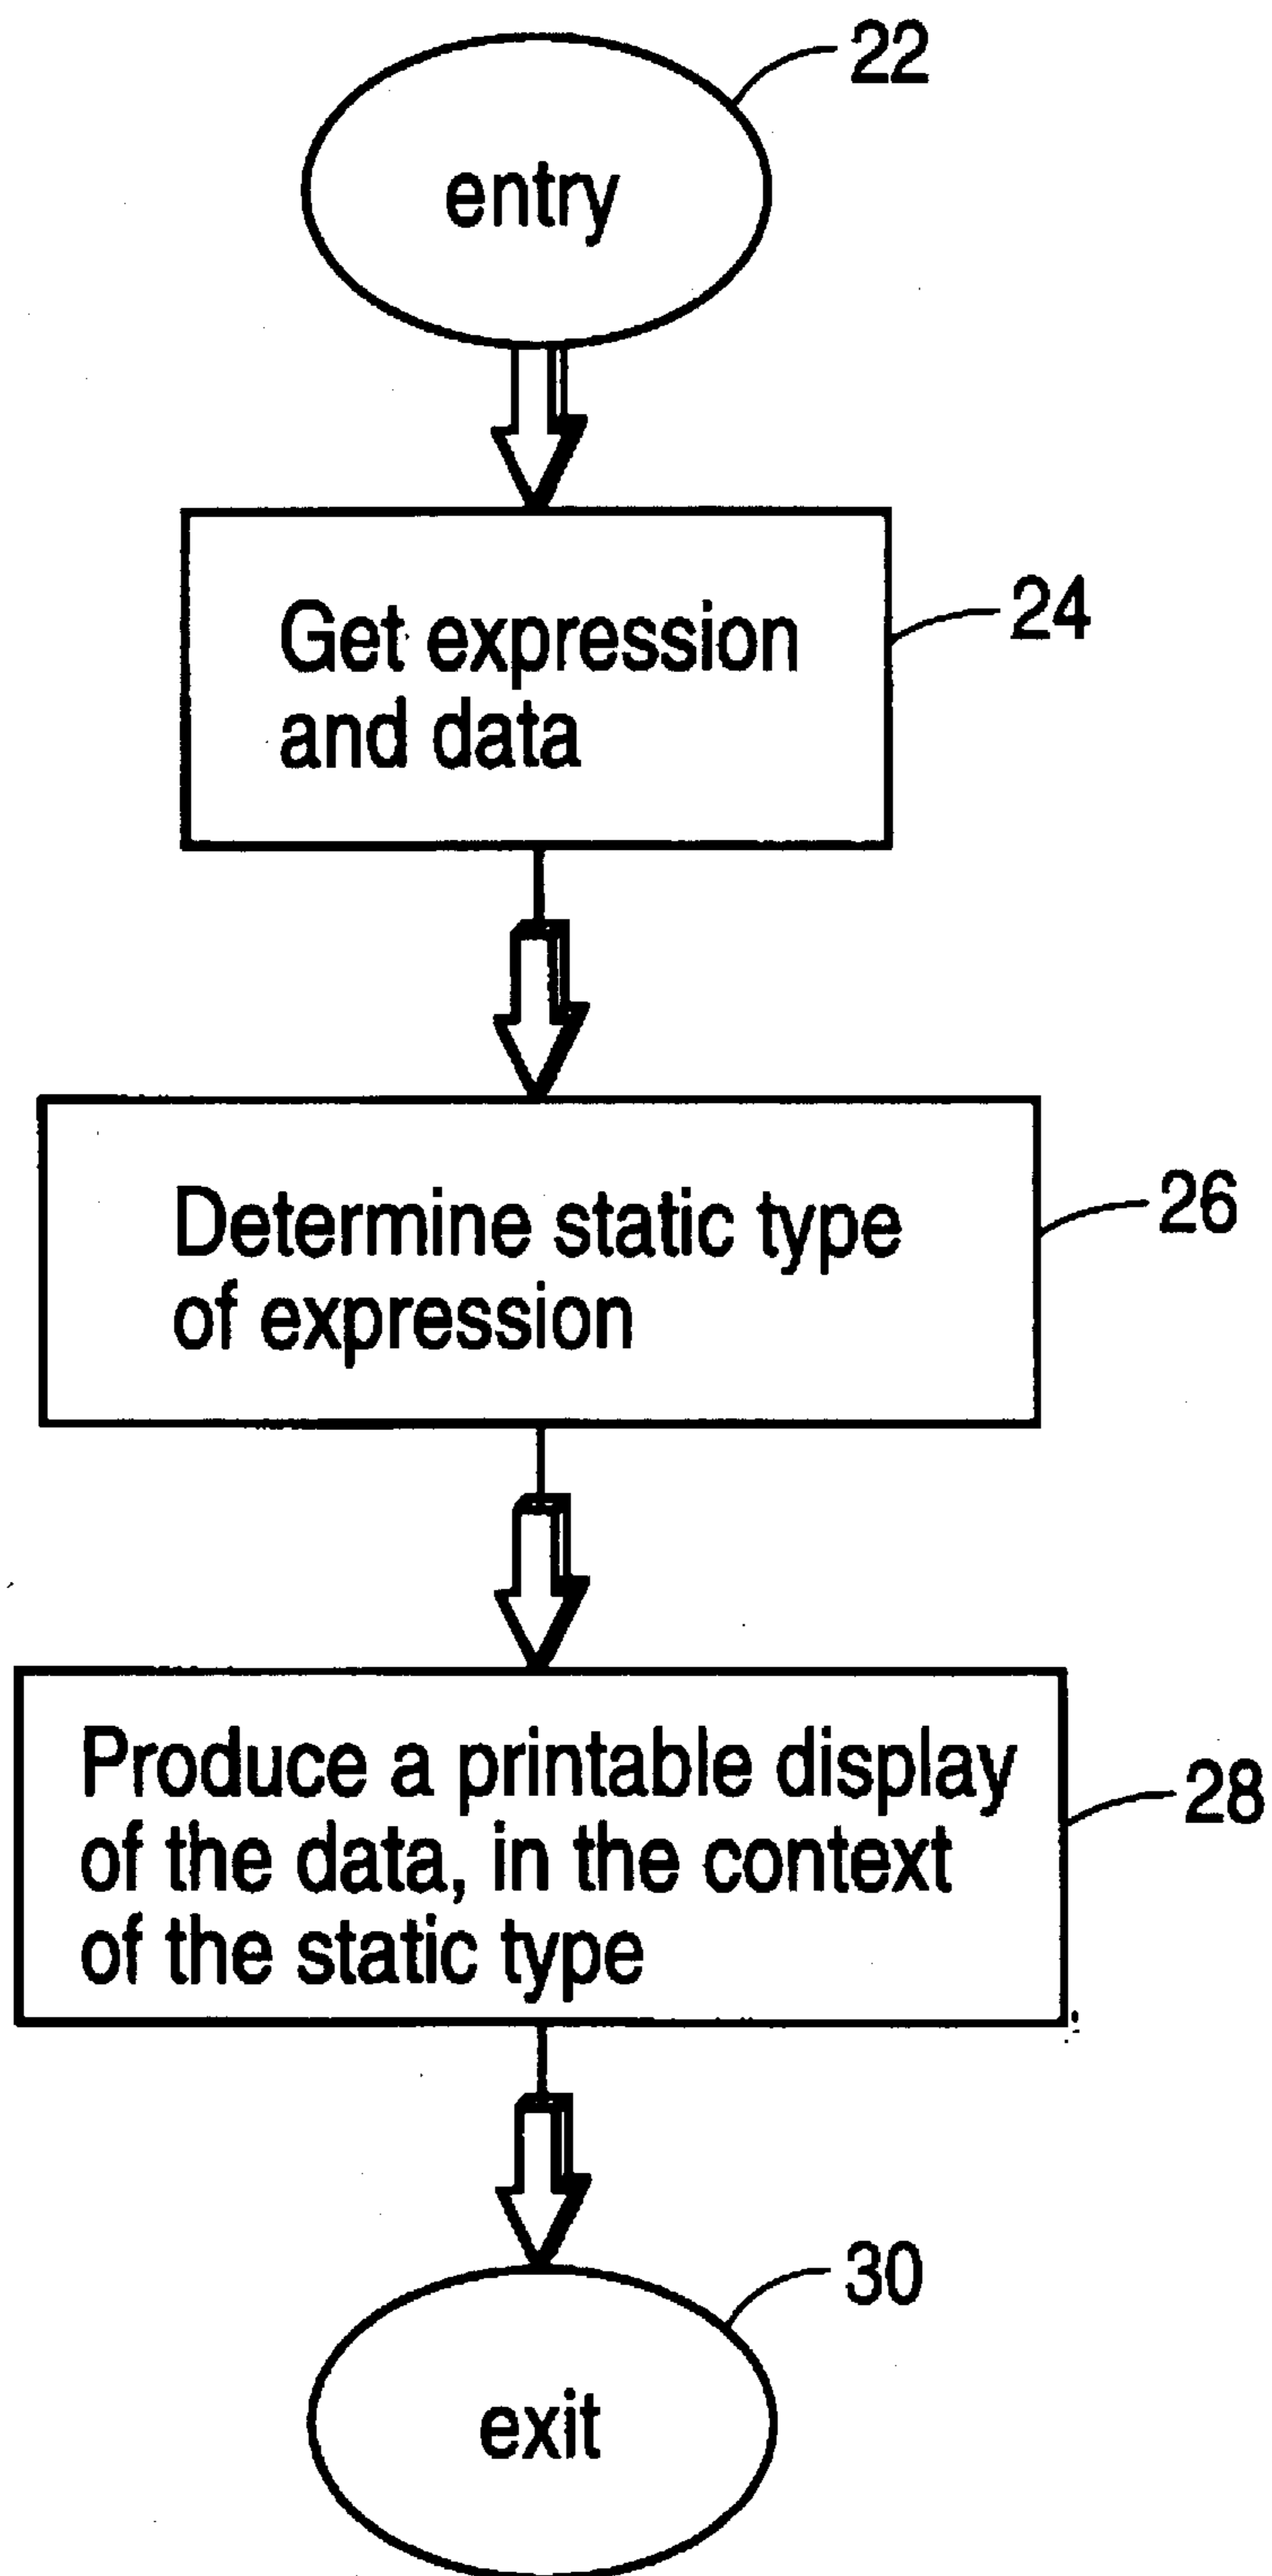 22
entry
24
Get expression
and data
26
Determine static type
of expression
28
Produce a printable display
of the data, in the context
of the static type
30
exit